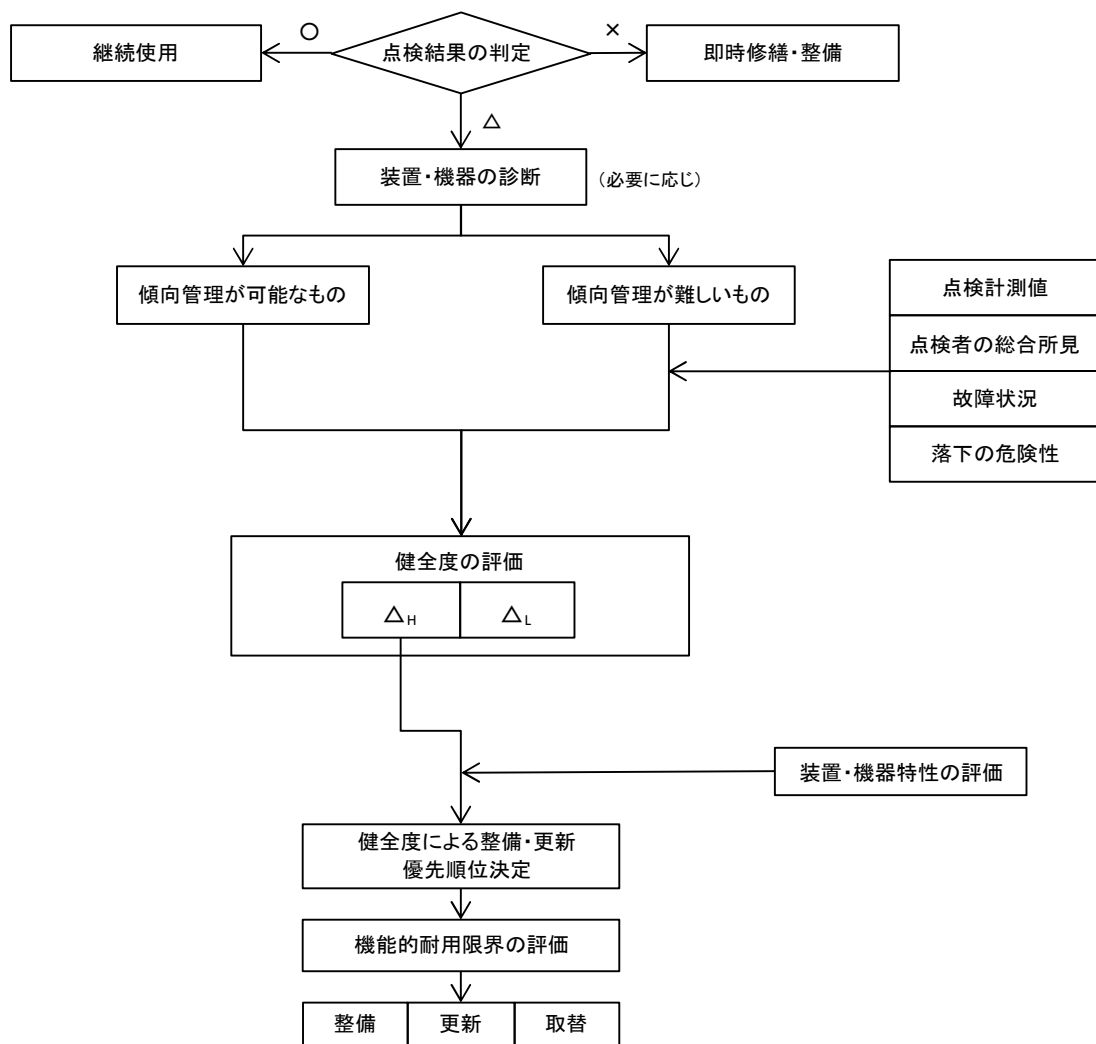 ○
×
継続使用
点検結果の判定
即時修繕・整備
△
装置・機器の診断
(必要に応じ)
傾向管理が可能なもの
傾向管理が難しいもの
点検計測値
点検者の総合所見
故障状況
落下の危険性
健全度の評価
△H
△L
装置・機器特性の評価
健全度による整備・更新
優先順位決定
機能的耐用限界の評価
整備
更新
取替